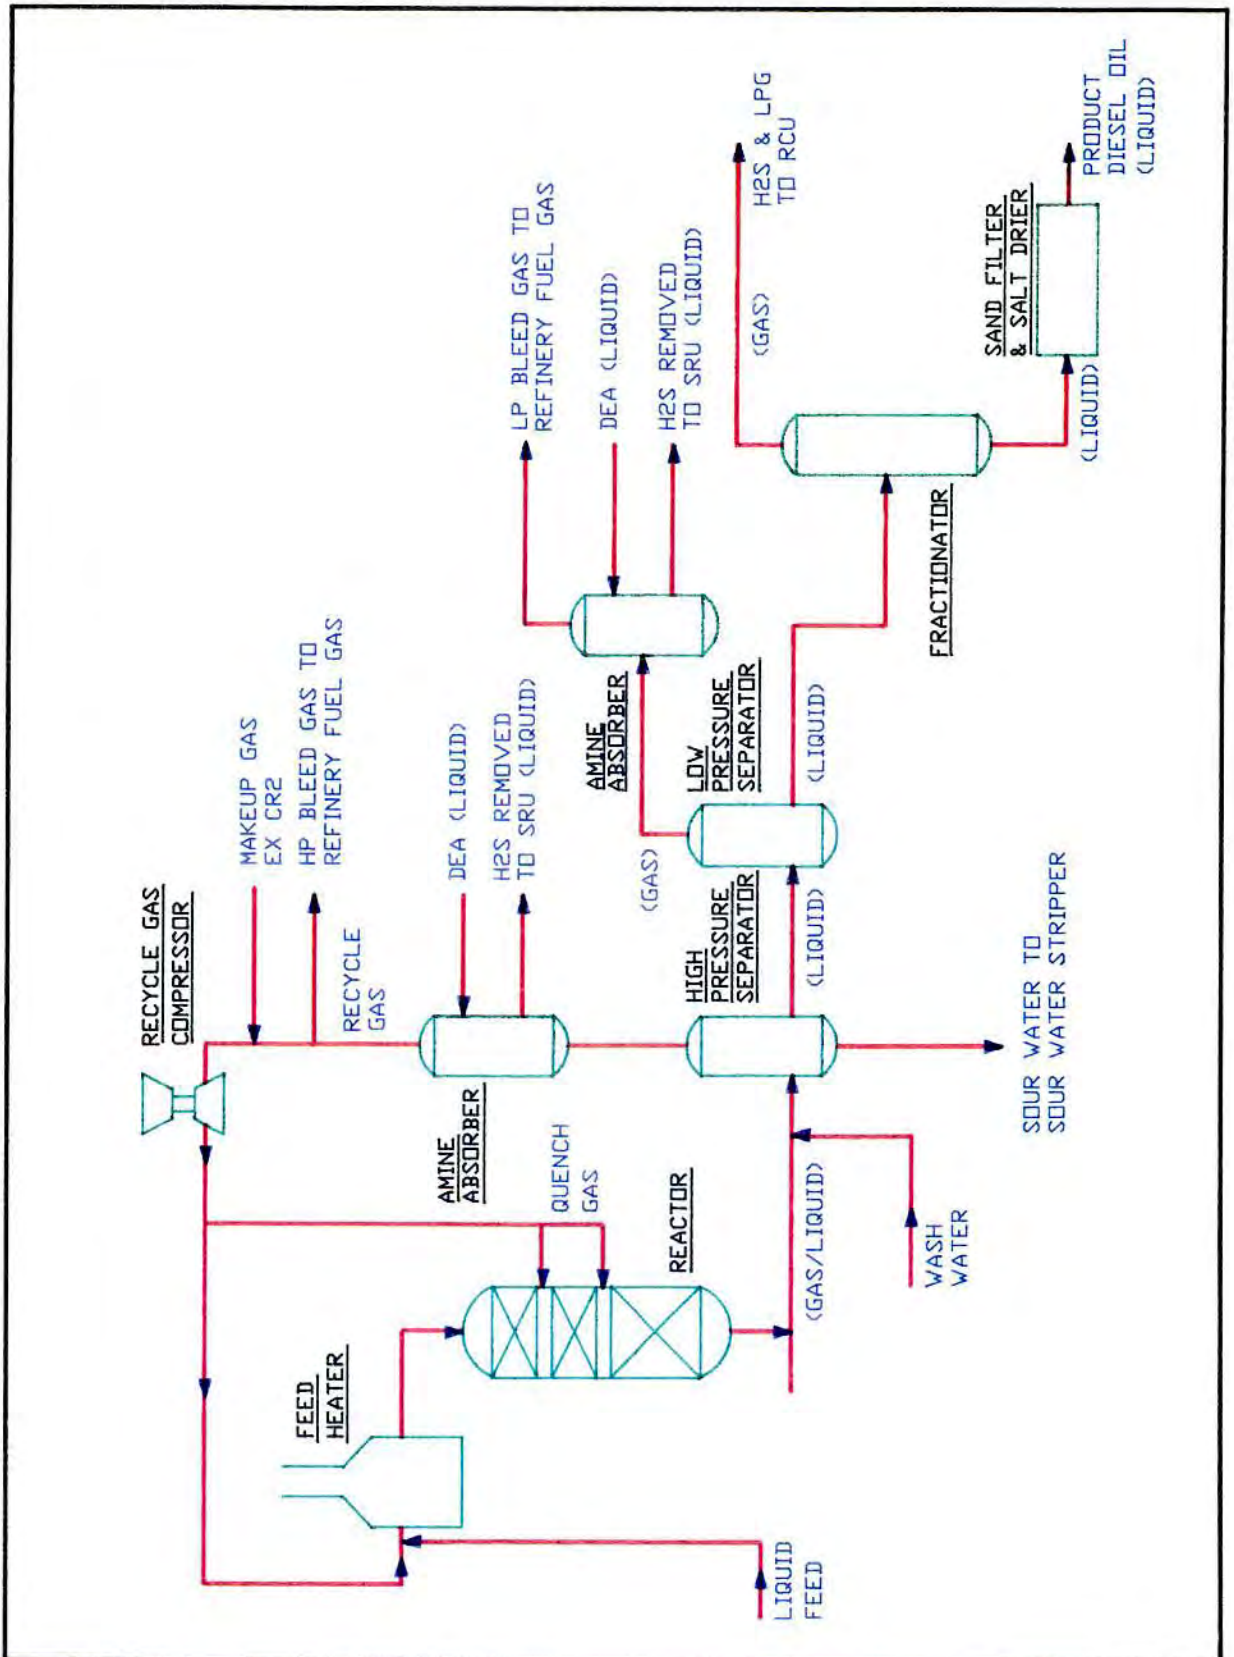 RECYCLE GAS
COMPRESSOR
MAKEUP GAS
EX CR2
HP BLEED GAS TO
REFINERY FUEL GAS
RECYCLE
GAS
FEED
HEATER
AMINE
ABSORBER
DEA (LIQUID)
H2S REMOVED
TO SRU (LIQUID)
QUENCH
GAS
REACTOR
LP BLEED GAS TO
REFINERY FUEL GAS
DEA (LIQUID)
H2S REMOVED
TO SRU (LIQUID)
AMINE
ABSORBER
(GAS)
HIGH
PRESSURE
SEPARATOR
LOW
PRESSURE
SEPARATOR
H2S & LPG
TO RCU
(GAS)
LIQUID
FEED
(GAS/LIQUID)
(LIQUID)
(LIQUID)
WASH
WATER
FRACTIONATOR
SAND FILTER
& SALT DRIER
(LIQUID)
PRODUCT
DIESEL OIL
(LIQUID)
SOUR WATER TO
SOUR WATER STRIPPER